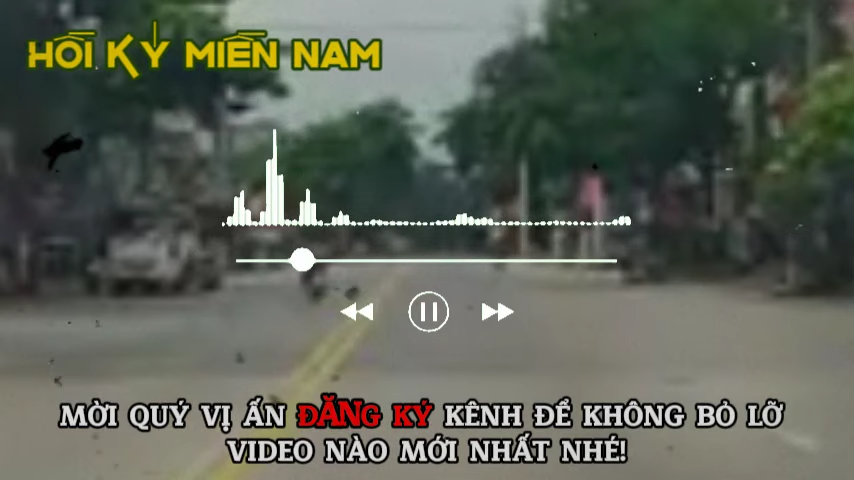 HỒI KÝ MIỀN NAM
MỜI QUÝ VỊ ẤN ĐĂNG KÝ KÊNH ĐỂ KHÔNG BỎ LỠ
VIDEO NÀO MỚI NHẤT NHÉ!